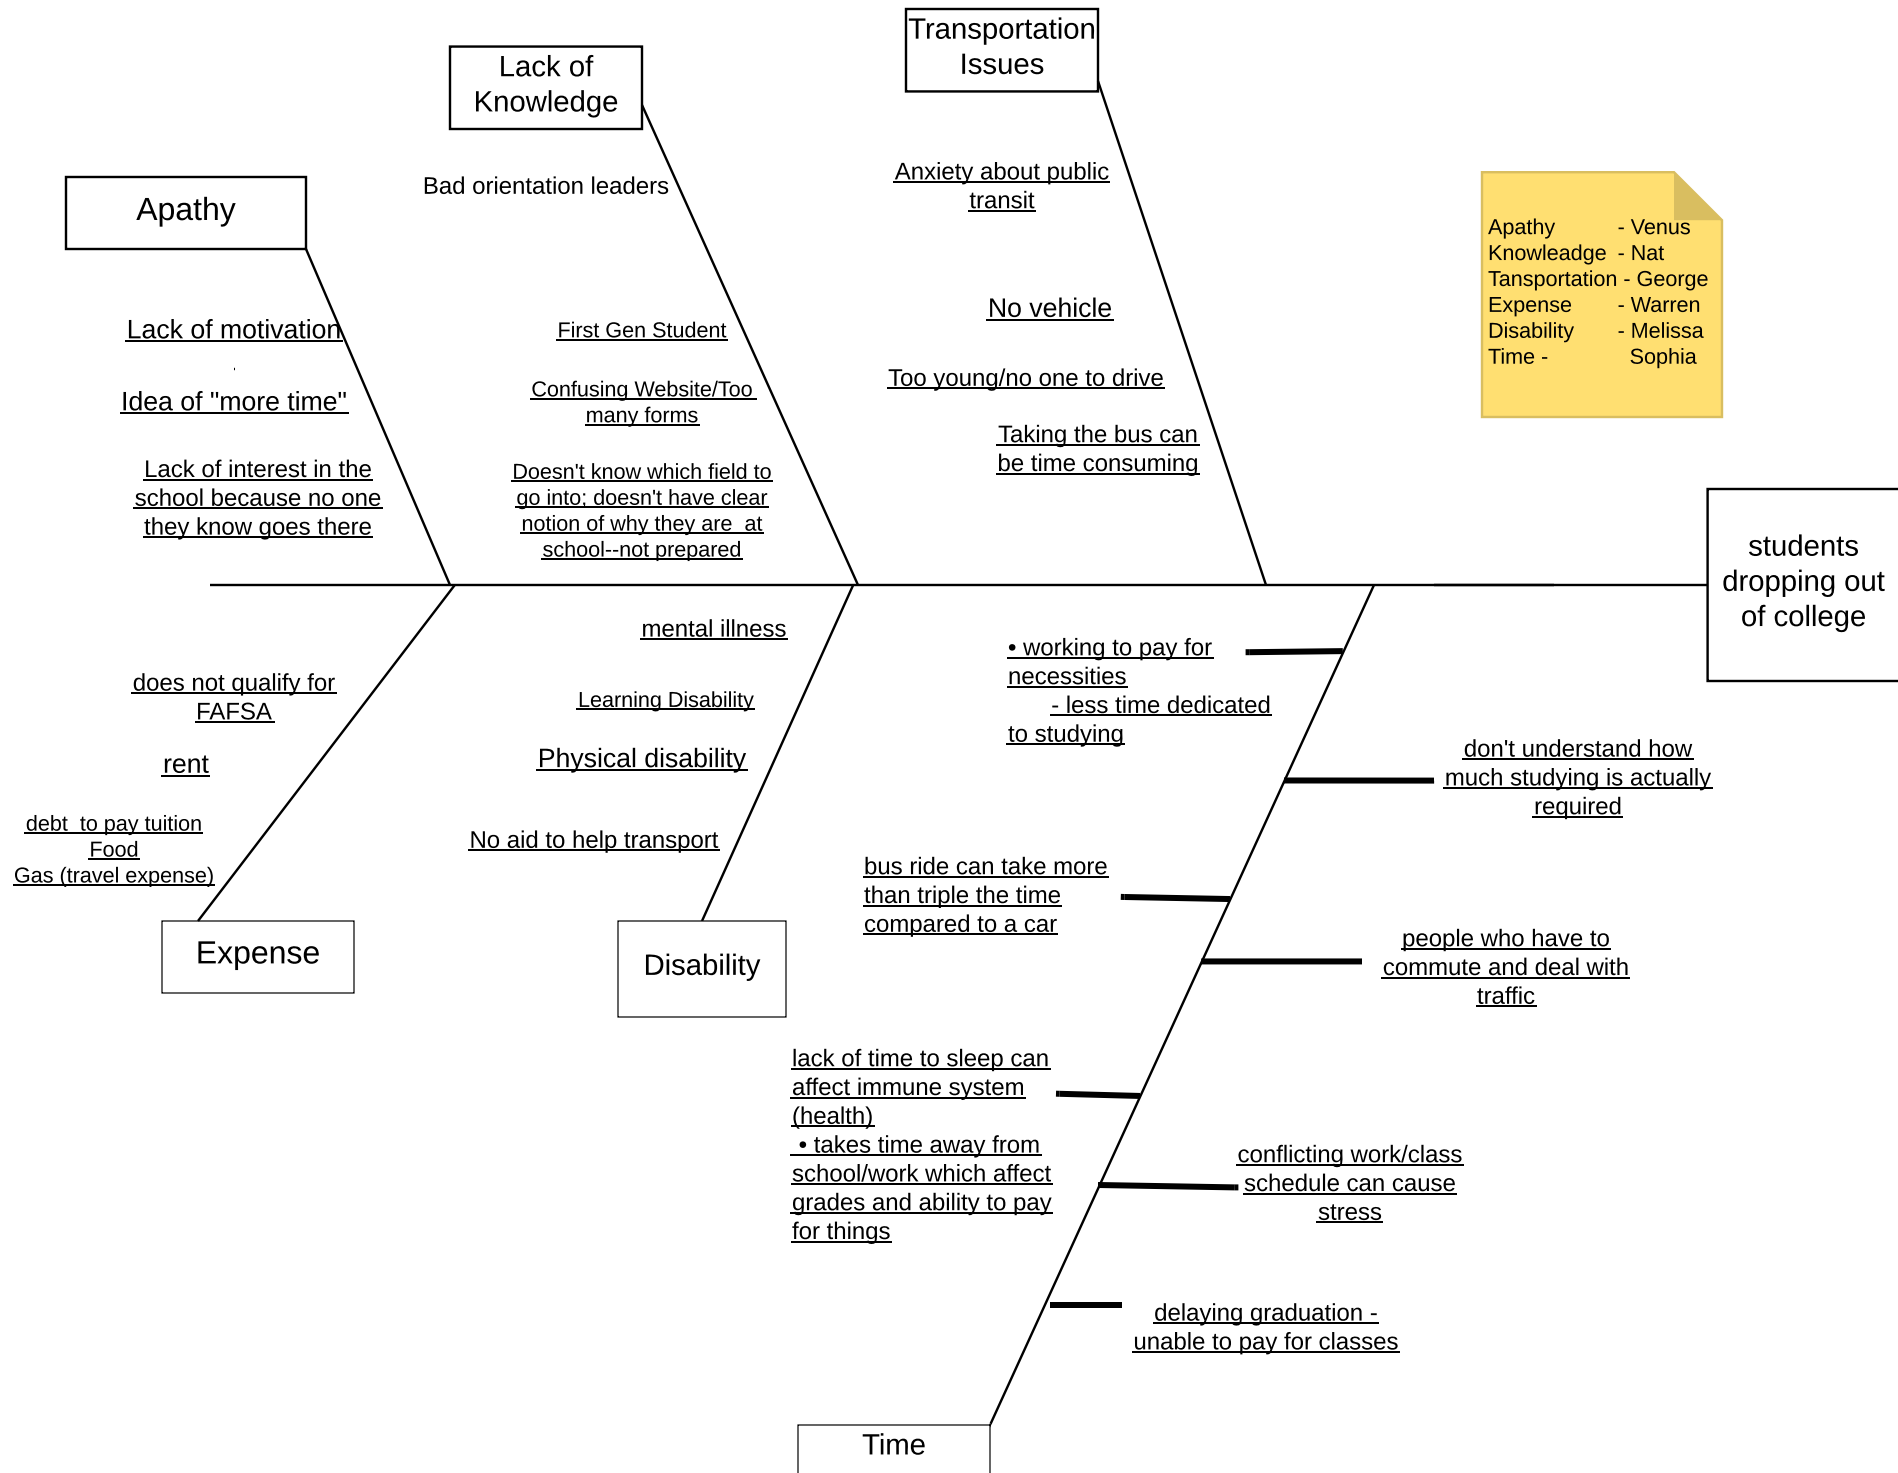 Transportation
Issues
Lack of
Knowledge
Apathy
Bad orientation leaders
Anxiety about public
transit
Apathy - Venus
Knowleadge - Nat
Tansportation - George
Expense - Warren
Disability - Melissa
Time - Sophia
Lack of motivation
.
Idea of "more time"
Lack of interest in the
school because no one
they know goes there
First Gen Student
Confusing Website/Too
many forms
Doesn't know which field to
go into; doesn't have clear
notion of why they are  at
school--not prepared
No vehicle
Too young/no one to drive
Taking the bus can
be time consuming
students
dropping out
of college
does not qualify for
FAFSA
rent
debt  to pay tuition
Food
Gas (travel expense)
Expense
mental illness
Learning Disability
Physical disability
No aid to help transport
Disability
• working to pay for
necessities
- less time dedicated
to studying
don't understand how
much studying is actually
required
bus ride can take more
than triple the time
compared to a car
people who have to
commute and deal with
traffic
lack of time to sleep can
affect immune system
(health)
• takes time away from
school/work which affect
grades and ability to pay
for things
conflicting work/class
schedule can cause
stress
delaying graduation -
unable to pay for classes
Time